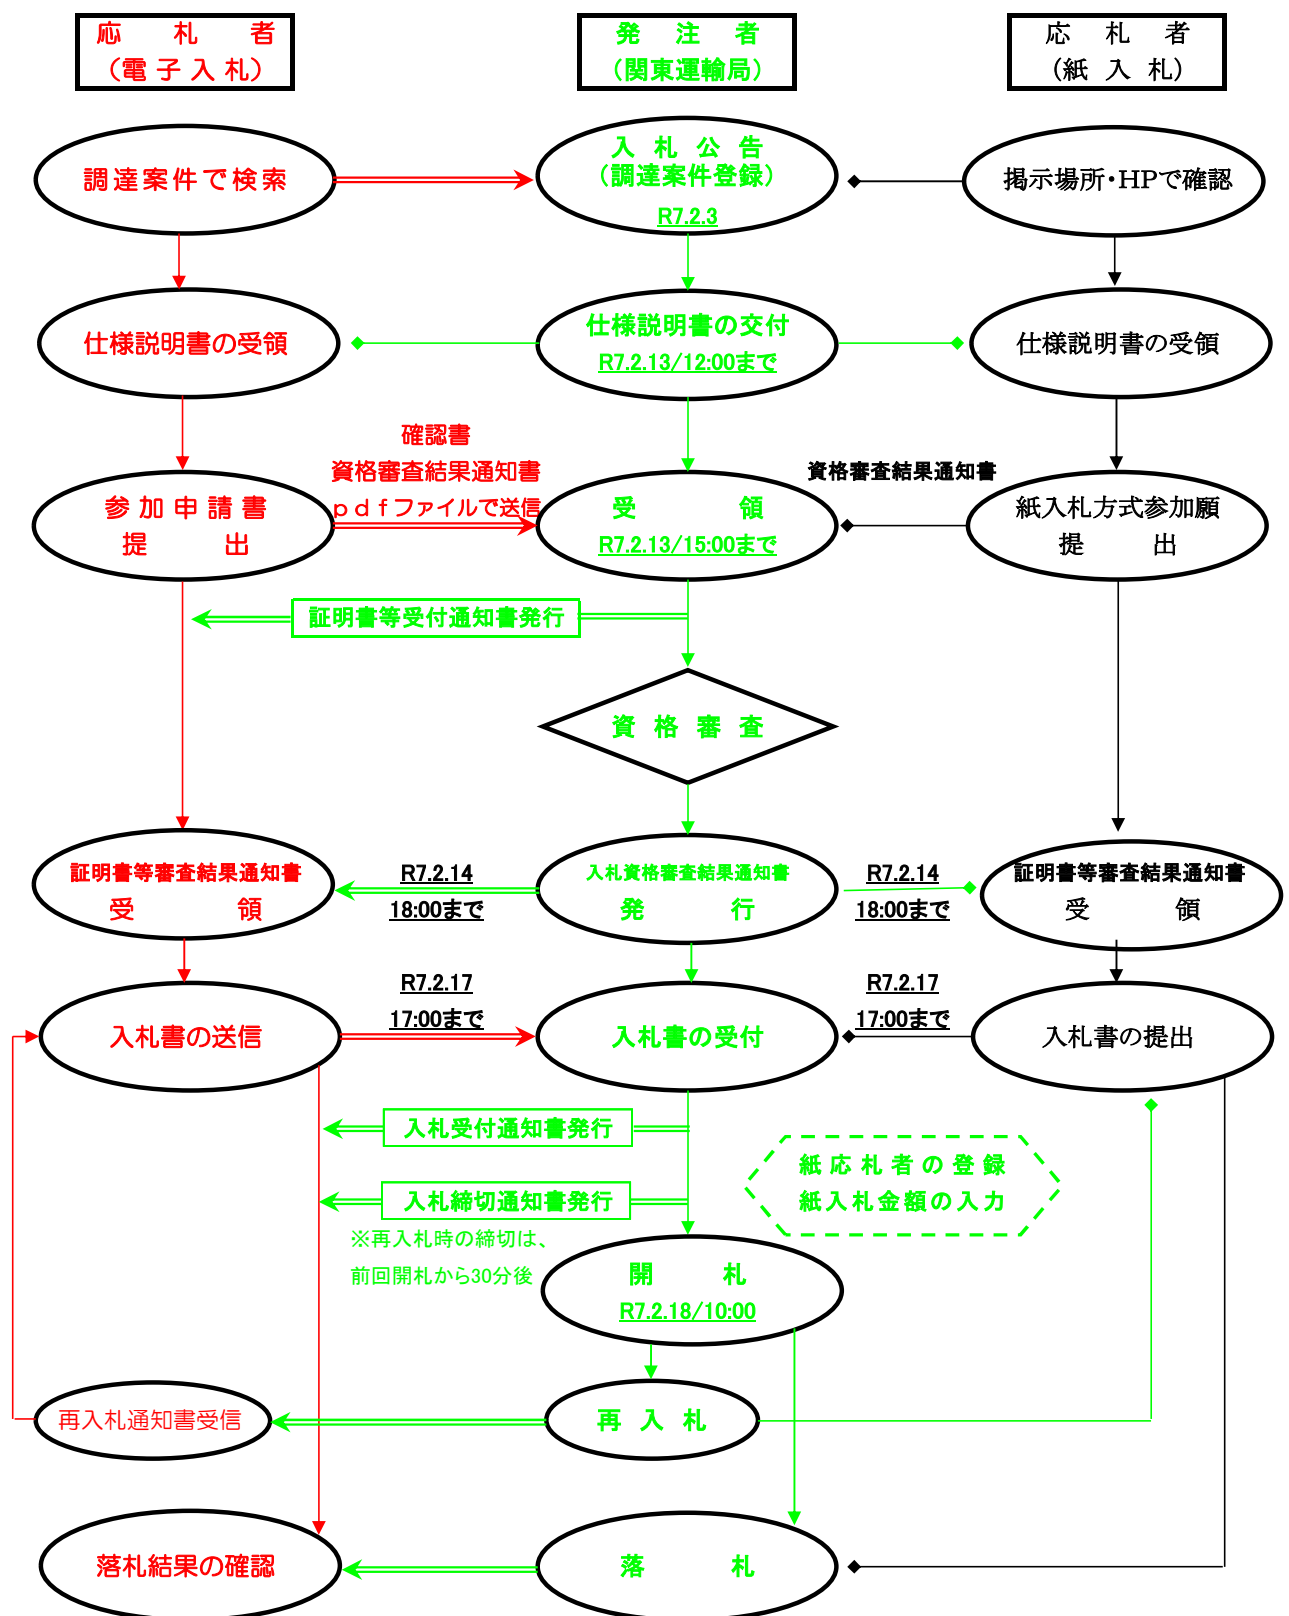 応札者
（電子入札）
発注者
（関東運輸局）
応札者
（紙入札）
調達案件で検索
入札公告
（調達案件登録）
R7.2.3
掲示場所・HPで確認
仕様説明書の受領
仕様説明書の交付
R7.2.13/12:00まで
仕様説明書の受領
確認書
資格審査結果通知書
ｐｄｆファイルで送信
資格審査結果通知書
参加申請書
提出
受領
R7.2.13/15:00まで
紙入札方式参加願
提出
証明書等受付通知書発行
資格審査
証明書等審査結果通知書
受領
R7.2.14
18:00まで
入札資格審査結果通知書
発行
R7.2.14
18:00まで
証明書等審査結果通知書
受領
入札書の送信
R7.2.17
17:00まで
入札書の受付
R7.2.17
17:00まで
入札書の提出
入札受付通知書発行
紙応札者の登録
紙入札金額の入力
入札締切通知書発行
※再入札時の締切は、
前回開札から30分後
開札
R7.2.18/10:00
再入札通知書受信
再入札
落札結果の確認
落札